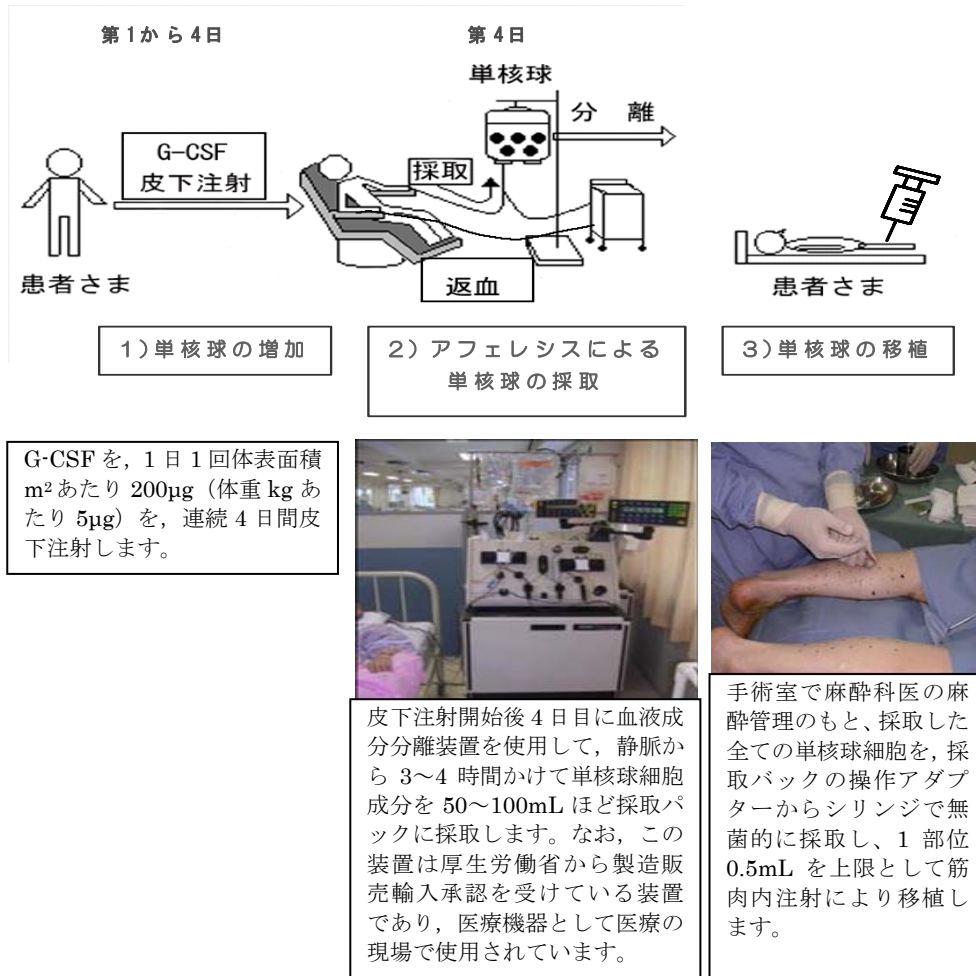 第1から4日
第4日
単核球
分 離
G-CSF
皮下注射
採取
返血
患者さま
患者さま
1)単核球の増加
2)アフェレシスによる
単核球の採取
3)単核球の移植
G-CSF を，1 日 1 回体表面積
m²あたり 200μg（体重 kg あ
たり 5μg）を，連続 4 日間皮
下注射します。
皮下注射開始後 4 日目に血液成
分分離装置を使用して，静脈か
ら 3～4 時間かけて単核球細胞
成分を 50～100mL ほど採取パ
ックに採取します。なお，この
装置は厚生労働省から製造販
売輸入承認を受けている装置
であり，医療機器として医療の
現場で使用されています。
手術室で麻酔科医の麻
酔管理のもと、採取した
全ての単核球細胞を，採
取バックの操作アダプ
ターからシリンジで無
菌的に採取し、1 部位
0.5mL を上限として筋
肉内注射により移植し
ます。